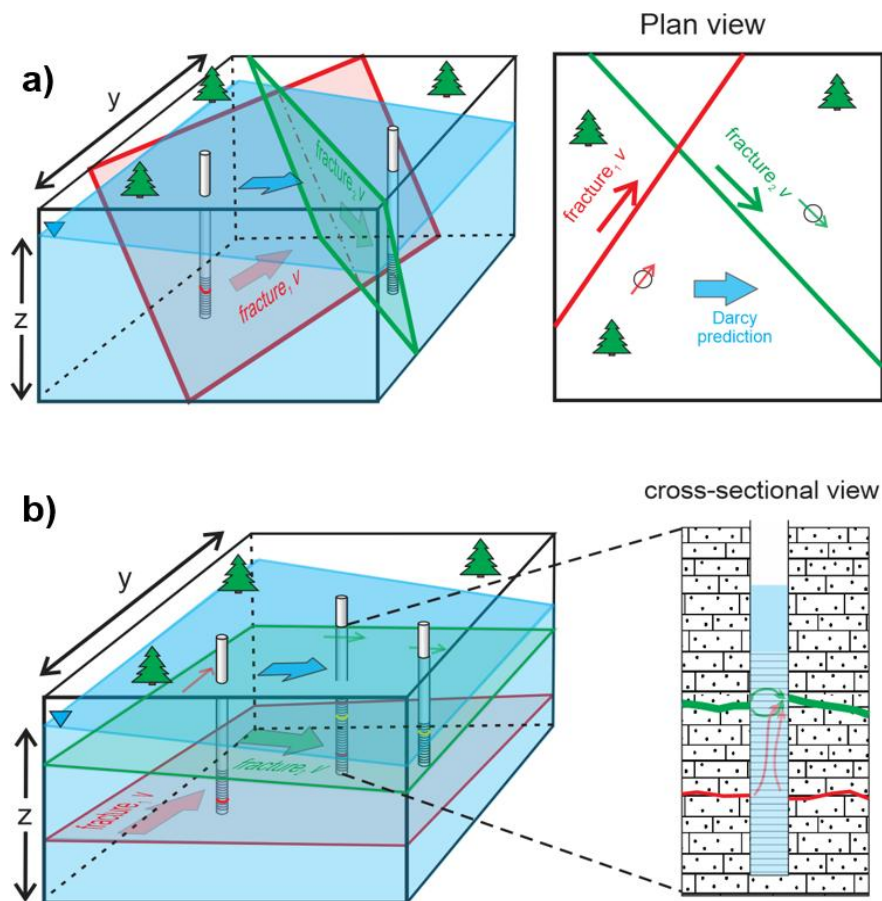 Plan view
a)
y
z
fracture₁ v
fracture₂ v
fracture₁ v
fracture₂ v
Darcy
prediction
b)
cross-sectional view
y
z
fracture₂ v
fracture₁ v